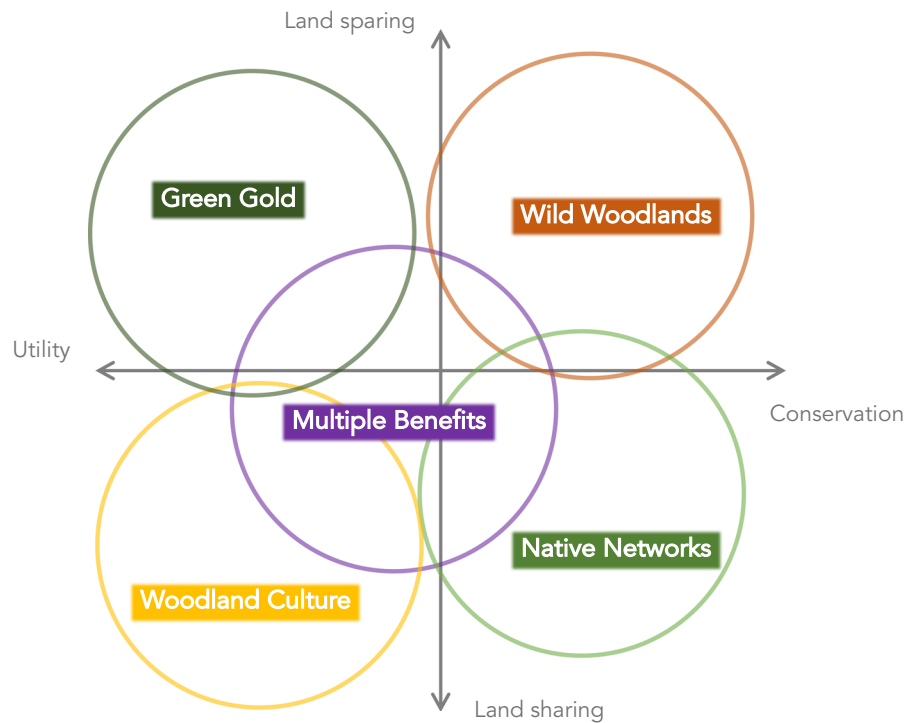 Land sparing
Green Gold
Wild Woodlands
Utility
Conservation
Multiple Benefits
Native Networks
Woodland Culture
Land sharing